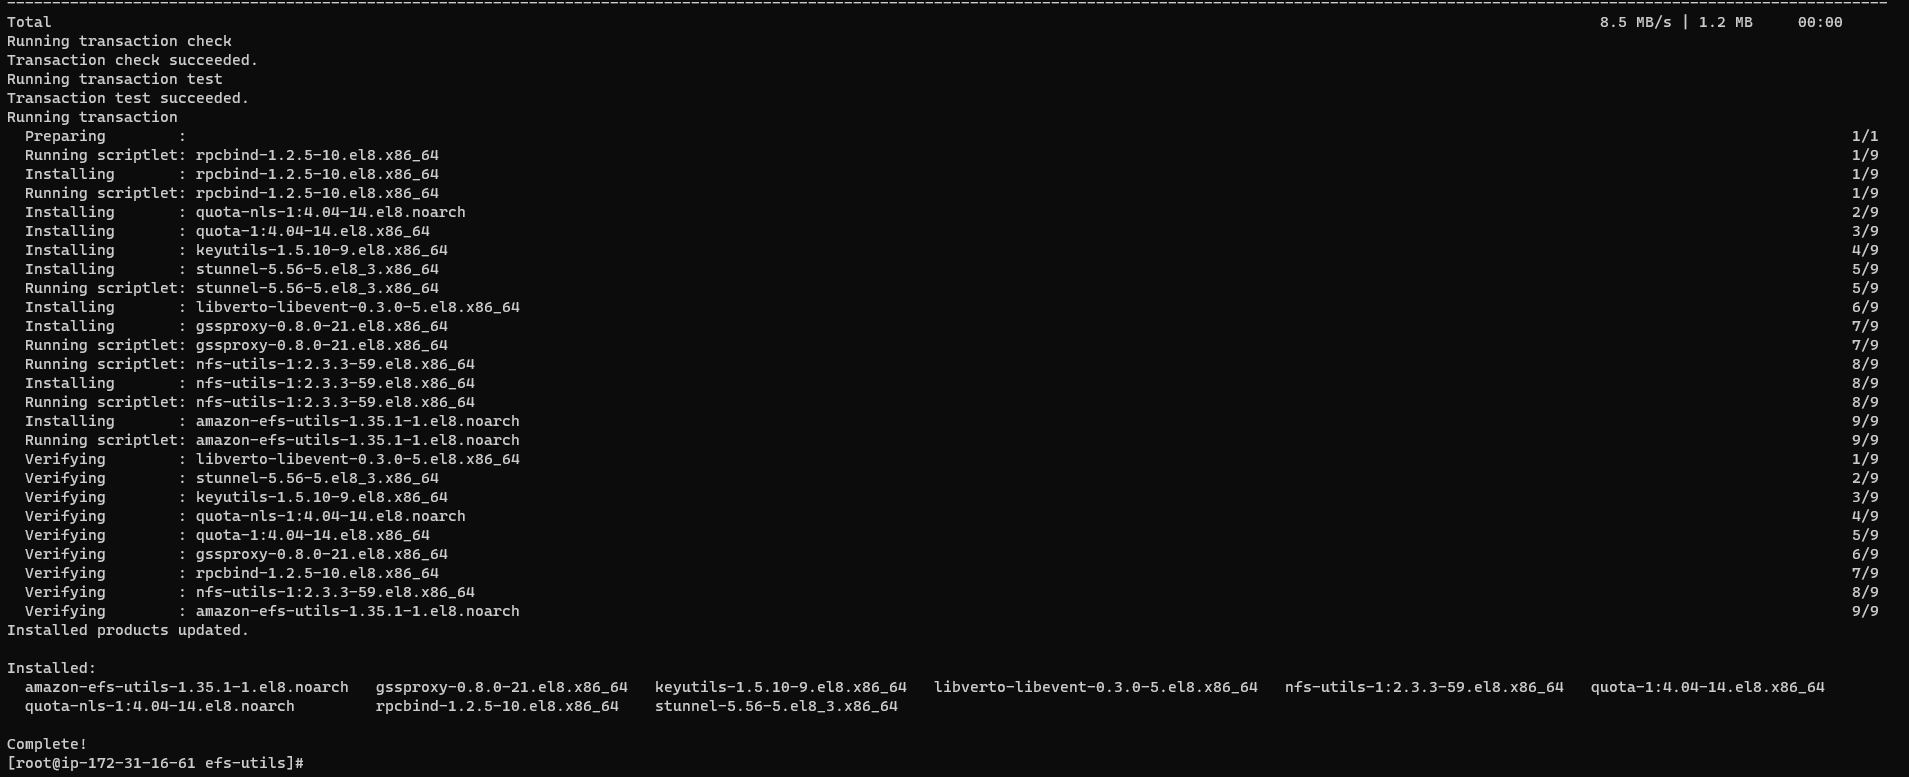 Total 8.5 MB/s | 1.2 MB 00:00
Running transaction check
Transaction check succeeded.
Running transaction test
Transaction test succeeded.
Running transaction
Preparing : 1/1
Running scriptlet: rpcbind-1.2.5-10.el8.x86_64 1/9
Installing : rpcbind-1.2.5-10.el8.x86_64 1/9
Running scriptlet: rpcbind-1.2.5-10.el8.x86_64 1/9
Installing : quota-nls-1:4.04-14.el8.noarch 2/9
Installing : quota-1:4.04-14.el8.x86_64 3/9
Installing : keyutils-1.5.10-9.el8.x86_64 4/9
Installing : stunnel-5.56-5.el8_3.x86_64 5/9
Running scriptlet: stunnel-5.56-5.el8_3.x86_64 5/9
Installing : libverto-libevent-0.3.0-5.el8.x86_64 6/9
Installing : gssproxy-0.8.0-21.el8.x86_64 7/9
Running scriptlet: gssproxy-0.8.0-21.el8.x86_64 7/9
Running scriptlet: nfs-utils-1:2.3.3-59.el8.x86_64 8/9
Installing : nfs-utils-1:2.3.3-59.el8.x86_64 8/9
Running scriptlet: nfs-utils-1:2.3.3-59.el8.x86_64 8/9
Installing : amazon-efs-utils-1.35.1-1.el8.noarch 9/9
Running scriptlet: amazon-efs-utils-1.35.1-1.el8.noarch 9/9
Verifying : libverto-libevent-0.3.0-5.el8.x86_64 1/9
Verifying : stunnel-5.56-5.el8_3.x86_64 2/9
Verifying : keyutils-1.5.10-9.el8.x86_64 3/9
Verifying : quota-nls-1:4.04-14.el8.noarch 4/9
Verifying : quota-1:4.04-14.el8.x86_64 5/9
Verifying : gssproxy-0.8.0-21.el8.x86_64 6/9
Verifying : rpcbind-1.2.5-10.el8.x86_64 7/9
Verifying : nfs-utils-1:2.3.3-59.el8.x86_64 8/9
Verifying : amazon-efs-utils-1.35.1-1.el8.noarch 9/9
Installed products updated.
Installed:
amazon-efs-utils-1.35.1-1.el8.noarch gssproxy-0.8.0-21.el8.x86_64 keyutils-1.5.10-9.el8.x86_64 libverto-libevent-0.3.0-5.el8.x86_64 nfs-utils-1:2.3.3-59.el8.x86_64 quota-1:4.04-14.el8.x86_64
quota-nls-1:4.04-14.el8.noarch rpcbind-1.2.5-10.el8.x86_64 stunnel-5.56-5.el8_3.x86_64
Complete!
[root@ip-172-31-16-61 efs-utils]#